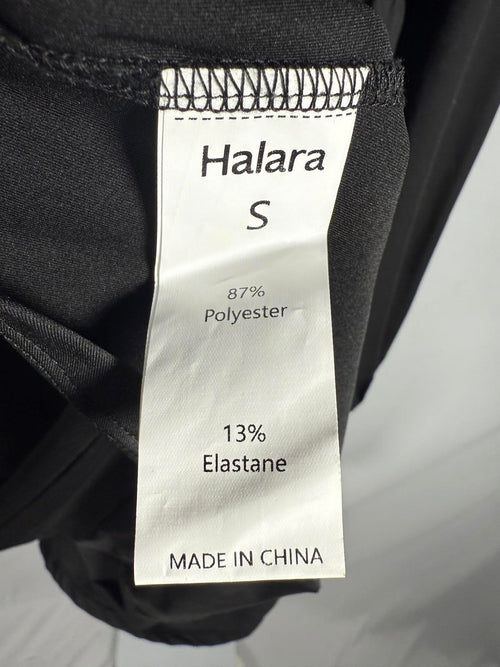 Halara
S
87%
Polyester
13%
Elastane
MADE IN CHINA